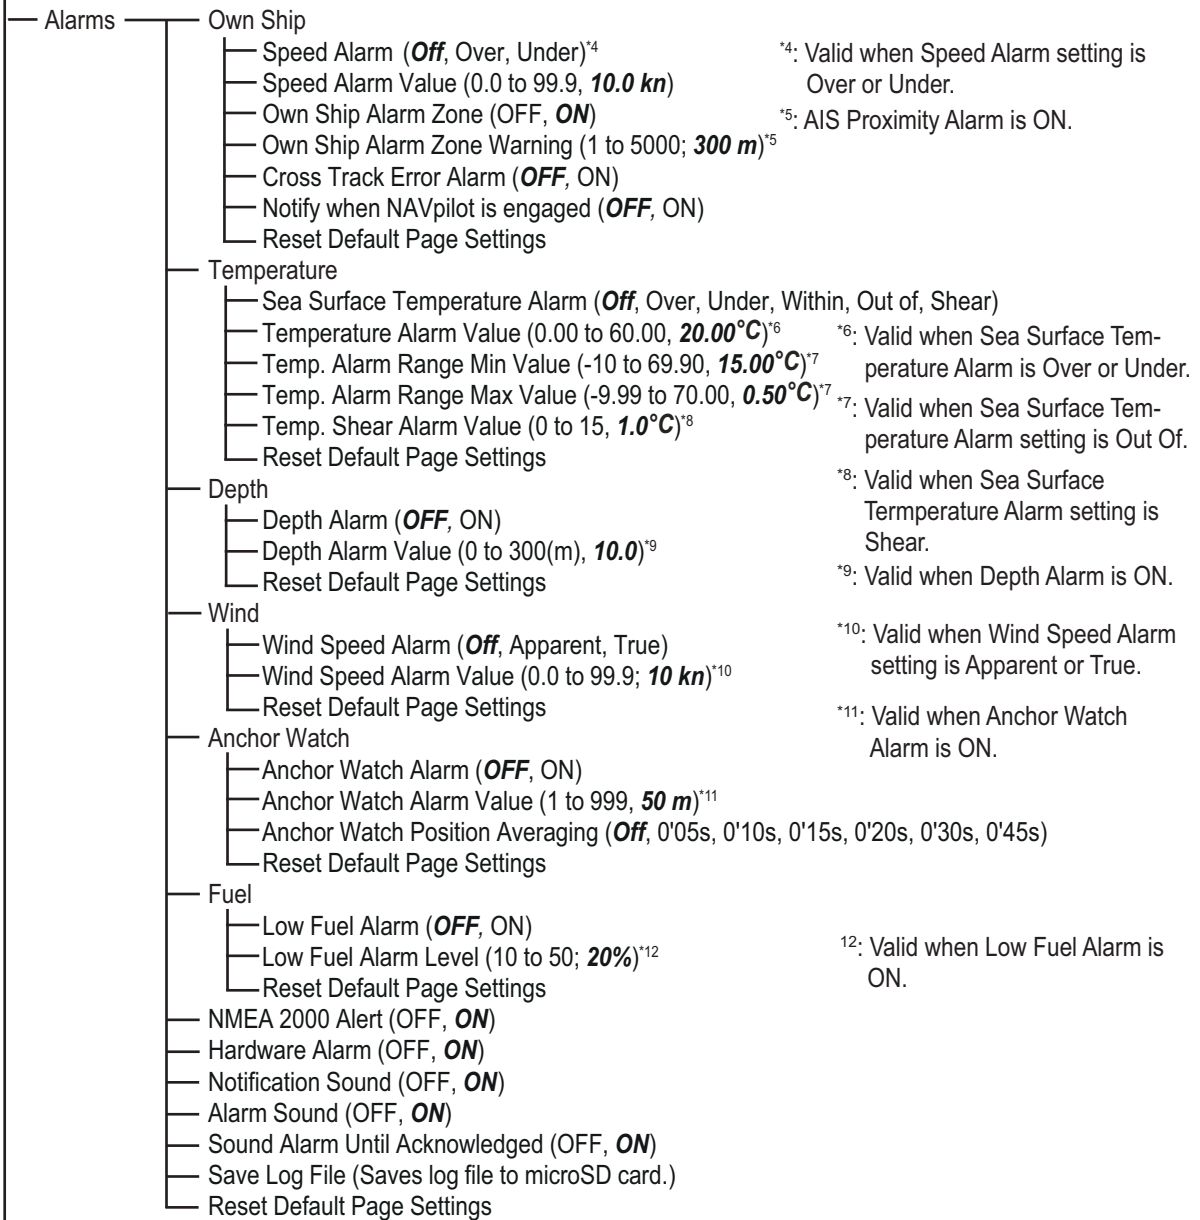 Alarms
Own Ship
Speed Alarm (Off, Over, Under)*4
Speed Alarm Value (0.0 to 99.9, 10.0 kn)
Own Ship Alarm Zone (OFF, ON)
Own Ship Alarm Zone Warning (1 to 5000; 300 m)*5
Cross Track Error Alarm (OFF, ON)
Notify when NAVpilot is engaged (OFF, ON)
Reset Default Page Settings
*4: Valid when Speed Alarm setting is
Over or Under.
*5: AIS Proximity Alarm is ON.
Temperature
Sea Surface Temperature Alarm (Off, Over, Under, Within, Out of, Shear)
Temperature Alarm Value (0.00 to 60.00, 20.00°C)*6
Temp. Alarm Range Min Value (-10 to 69.90, 15.00°C)*7
Temp. Alarm Range Max Value (-9.99 to 70.00, 0.50°C)*7
Temp. Shear Alarm Value (0 to 15, 1.0°C)*8
Reset Default Page Settings
*6: Valid when Sea Surface Tem-
perature Alarm is Over or Under.
*7: Valid when Sea Surface Tem-
perature Alarm setting is Out Of.
*8: Valid when Sea Surface
Termperature Alarm setting is
Shear.
Depth
Depth Alarm (OFF, ON)
Depth Alarm Value (0 to 300(m), 10.0)*9
Reset Default Page Settings
*9: Valid when Depth Alarm is ON.
Wind
Wind Speed Alarm (Off, Apparent, True)
Wind Speed Alarm Value (0.0 to 99.9; 10 kn)*10
Reset Default Page Settings
*10: Valid when Wind Speed Alarm
setting is Apparent or True.
Anchor Watch
Anchor Watch Alarm (OFF, ON)
Anchor Watch Alarm Value (1 to 999, 50 m)*11
Anchor Watch Position Averaging (Off, 0'05s, 0'10s, 0'15s, 0'20s, 0'30s, 0'45s)
Reset Default Page Settings
*11: Valid when Anchor Watch
Alarm is ON.
Fuel
Low Fuel Alarm (OFF, ON)
Low Fuel Alarm Level (10 to 50; 20%)*12
Reset Default Page Settings
12: Valid when Low Fuel Alarm is
ON.
NMEA 2000 Alert (OFF, ON)
Hardware Alarm (OFF, ON)
Notification Sound (OFF, ON)
Alarm Sound (OFF, ON)
Sound Alarm Until Acknowledged (OFF, ON)
Save Log File (Saves log file to microSD card.)
Reset Default Page Settings